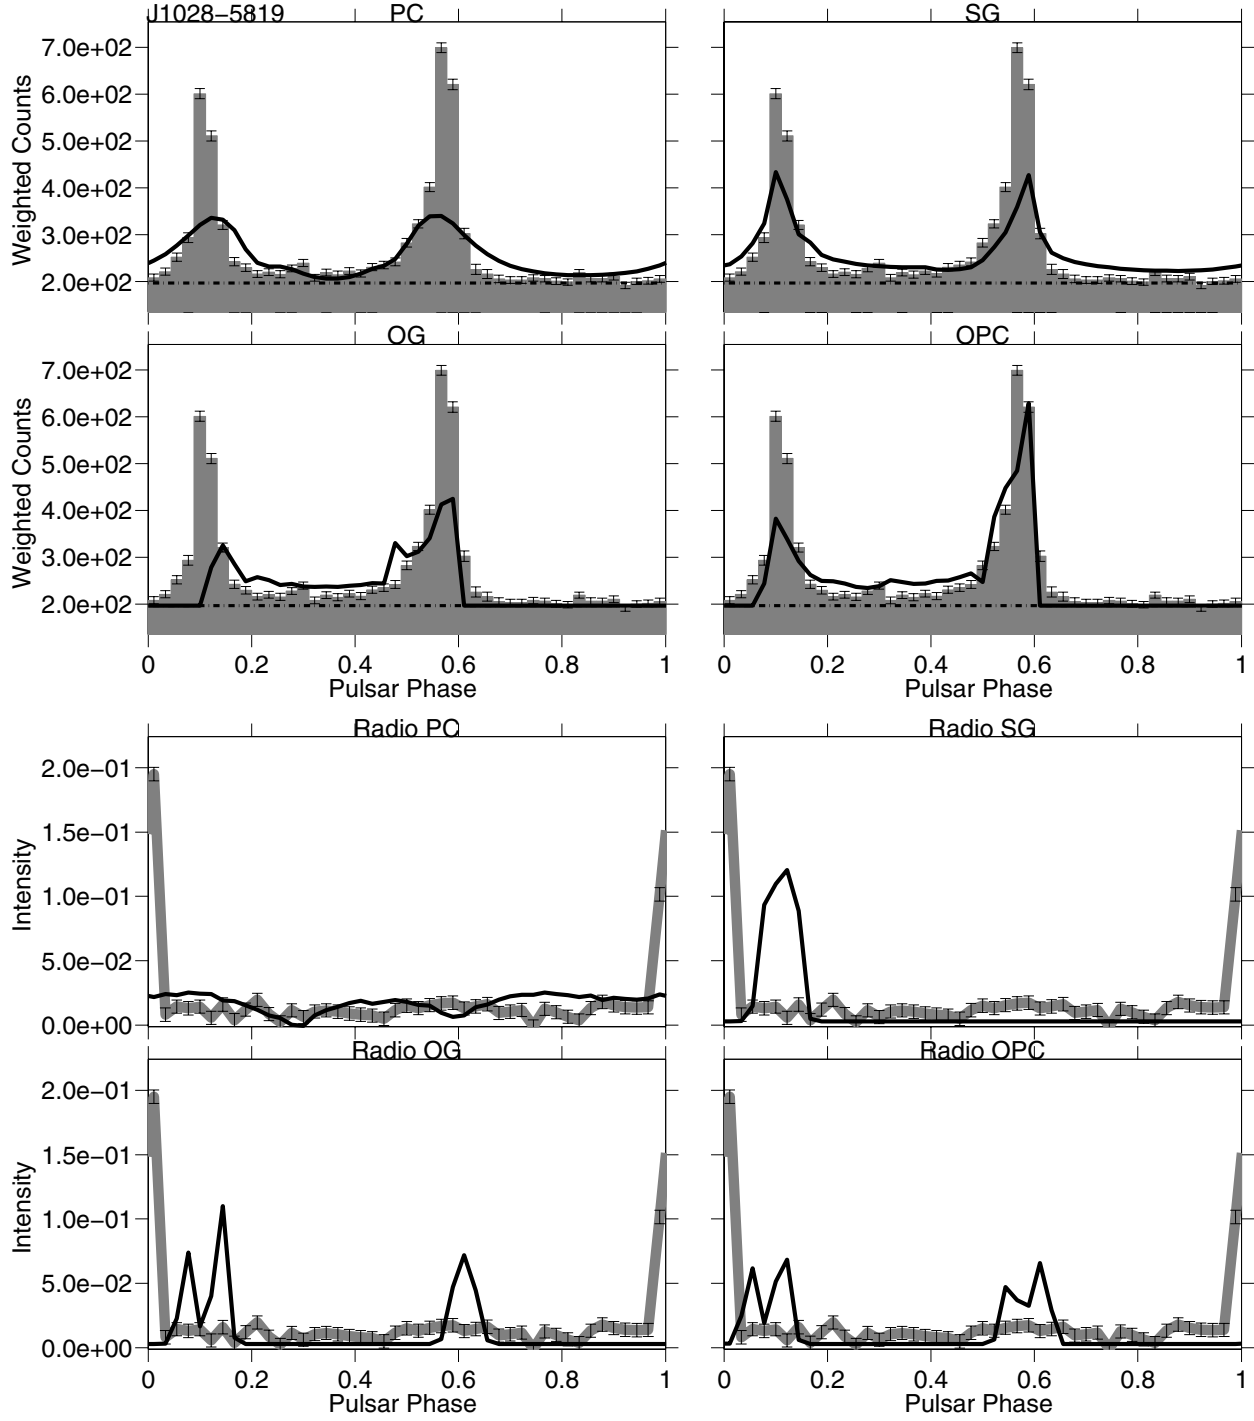 J1028−5819 PC SG
7.0e+02
6.0e+02
5.0e+02
4.0e+02
3.0e+02
2.0e+02
Weighted Counts
OG OPC
7.0e+02
6.0e+02
5.0e+02
4.0e+02
3.0e+02
2.0e+02
Weighted Counts
0 0.2 0.4 0.6 0.8 1 0 0.2 0.4 0.6 0.8 1
Pulsar Phase Pulsar Phase
Radio PC Radio SG
2.0e−01
1.5e−01
1.0e−01
5.0e−02
0.0e+00
Intensity
Radio OG Radio OPC
2.0e−01
1.5e−01
1.0e−01
5.0e−02
0.0e+00
Intensity
0 0.2 0.4 0.6 0.8 1 0 0.2 0.4 0.6 0.8 1
Pulsar Phase Pulsar Phase